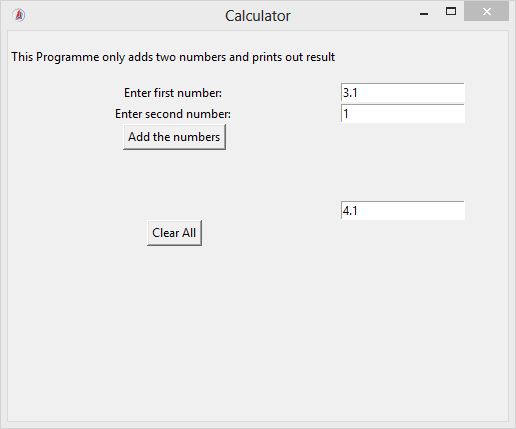 Calculator
This Programme only adds two numbers and prints out result
Enter first number: 3.1
Enter second number: 1
Add the numbers
4.1
Clear All